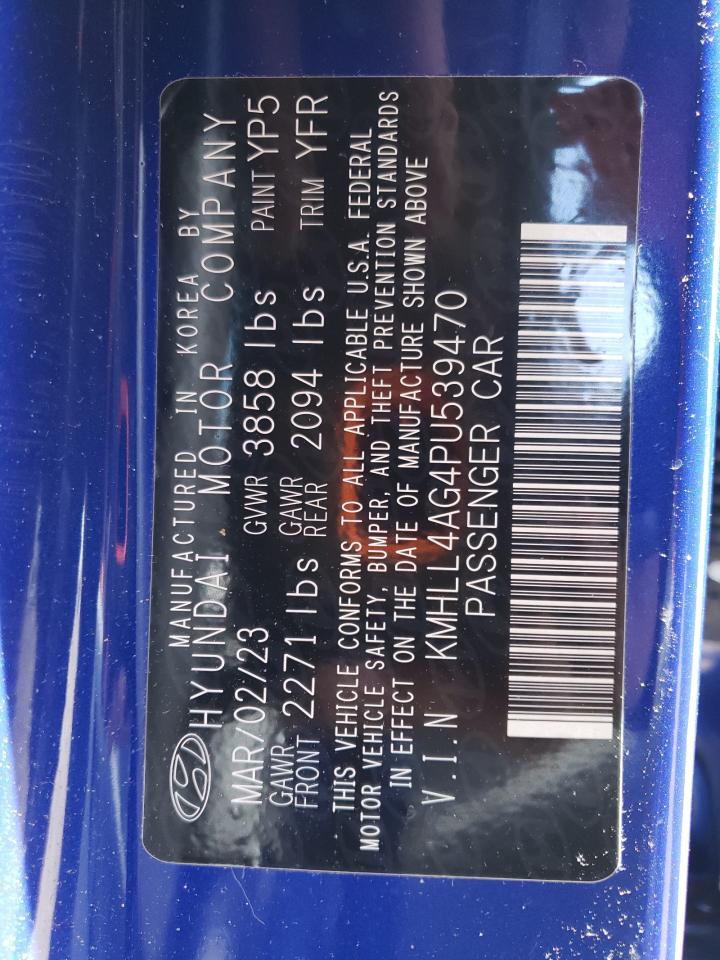 MANUFACTURED IN KOREA BY
HYUNDAI MOTOR COMPANY
MAR/02/23 GVWR 3858 lbs PAINT YP5
GAWR FRONT 2271 lbs GAWR REAR 2094 lbs TRIM YFR
THIS VEHICLE CONFORMS TO ALL APPLICABLE U.S.A. FEDERAL
MOTOR VEHICLE SAFETY, BUMPER, AND THEFT PREVENTION STANDARDS
IN EFFECT ON THE DATE OF MANUFACTURE SHOWN ABOVE
V.I.N KMHLL4AG4PU539470
PASSENGER CAR